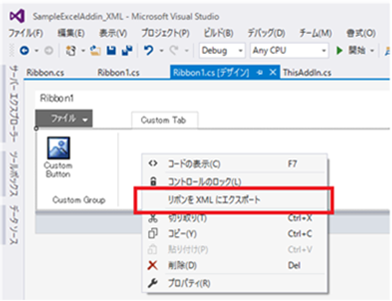 SampleExcelAddin_XML - Microsoft Visual Studio
ファイル(F) 編集(E) 表示(V) プロジェクト(P) ビルド(B) デバッグ(D) チーム(M) 書式(O)
Debug Any CPU 開始
Ribbon.cs Ribbon1.cs Ribbon1.cs [デザイン] ThisAddIn.cs
サーバー エクスプローラー
ツールボックス
データ ソース
Ribbon1
ファイル Custom Tab
Custom
Button
Custom Group
コードの表示(C) F7
コントロールのロック(L)
リボンを XML にエクスポート
切り取り(T) Ctrl+X
コピー(Y) Ctrl+C
貼り付け(P) Ctrl+V
削除(D) Del
プロパティ(R)